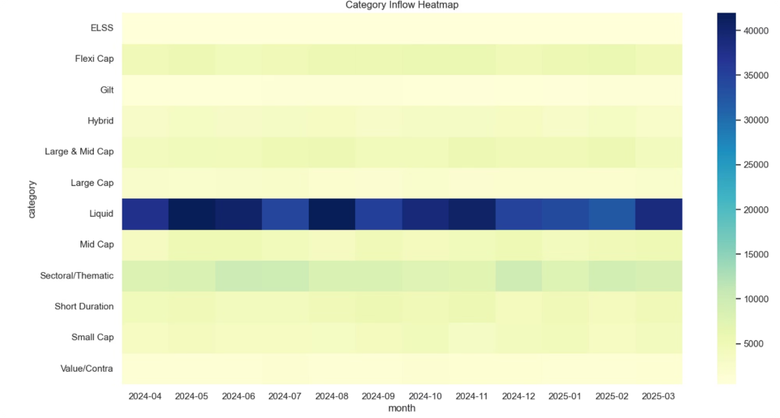 Category Inflow Heatmap
ELSS
Flexi Cap
Gilt
Hybrid
Large & Mid Cap
Large Cap
Liquid
Mid Cap
Sectoral/Thematic
Short Duration
Small Cap
Value/Contra
category
2024-04 2024-05 2024-06 2024-07 2024-08 2024-09 2024-10 2024-11 2024-12 2025-01 2025-02 2025-03
month
40000
35000
30000
25000
20000
15000
10000
5000